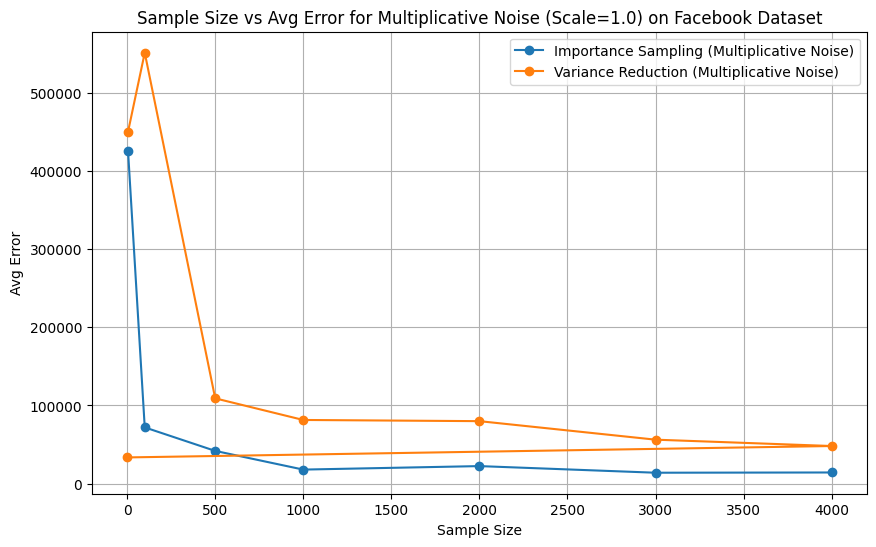 Sample Size vs Avg Error for Multiplicative Noise (Scale=1.0) on Facebook Dataset
Importance Sampling (Multiplicative Noise)
Variance Reduction (Multiplicative Noise)
Avg Error
500000
400000
300000
200000
100000
0
0 500 1000 1500 2000 2500 3000 3500 4000
Sample Size